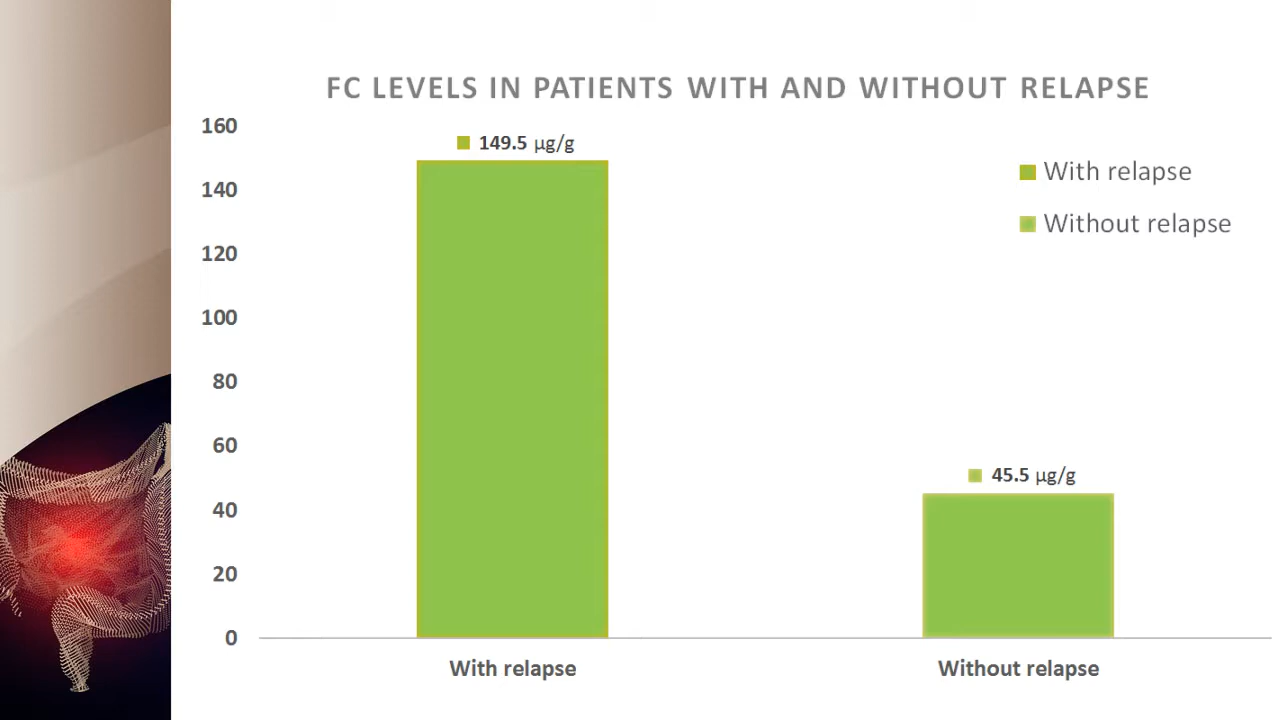 FC LEVELS IN PATIENTS WITH AND WITHOUT RELAPSE
160
140
120
100
80
60
40
20
0
149.5 µg/g
45.5 µg/g
With relapse
Without relapse
With relapse
Without relapse